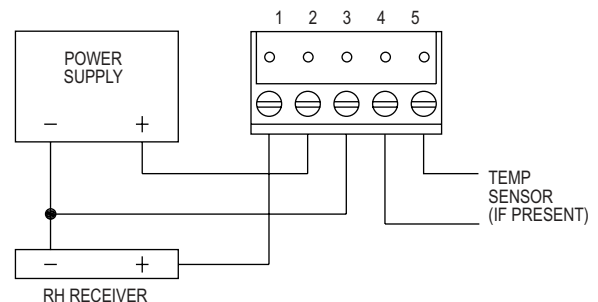 1 2 3 4 5
POWER
SUPPLY
– +
TEMP
SENSOR
(IF PRESENT)
– +
RH RECEIVER